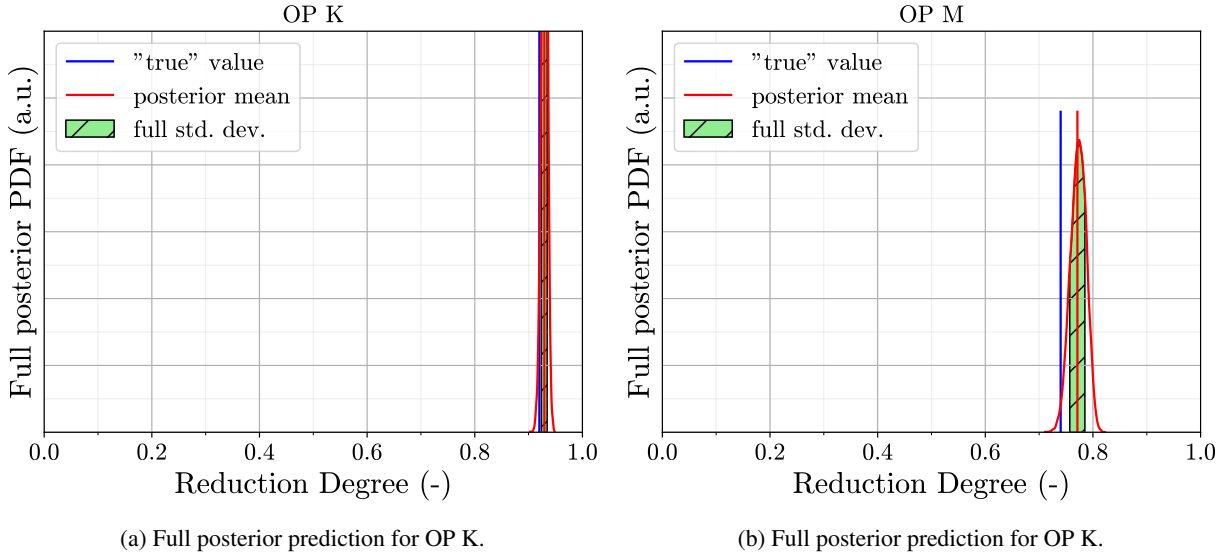 OP K
"true" value
posterior mean
full std. dev.
Full posterior PDF (a.u.)
0.0 0.2 0.4 0.6 0.8 1.0
Reduction Degree (-)
(a) Full posterior prediction for OP K.
OP M
"true" value
posterior mean
full std. dev.
Full posterior PDF (a.u.)
0.0 0.2 0.4 0.6 0.8 1.0
Reduction Degree (-)
(b) Full posterior prediction for OP K.